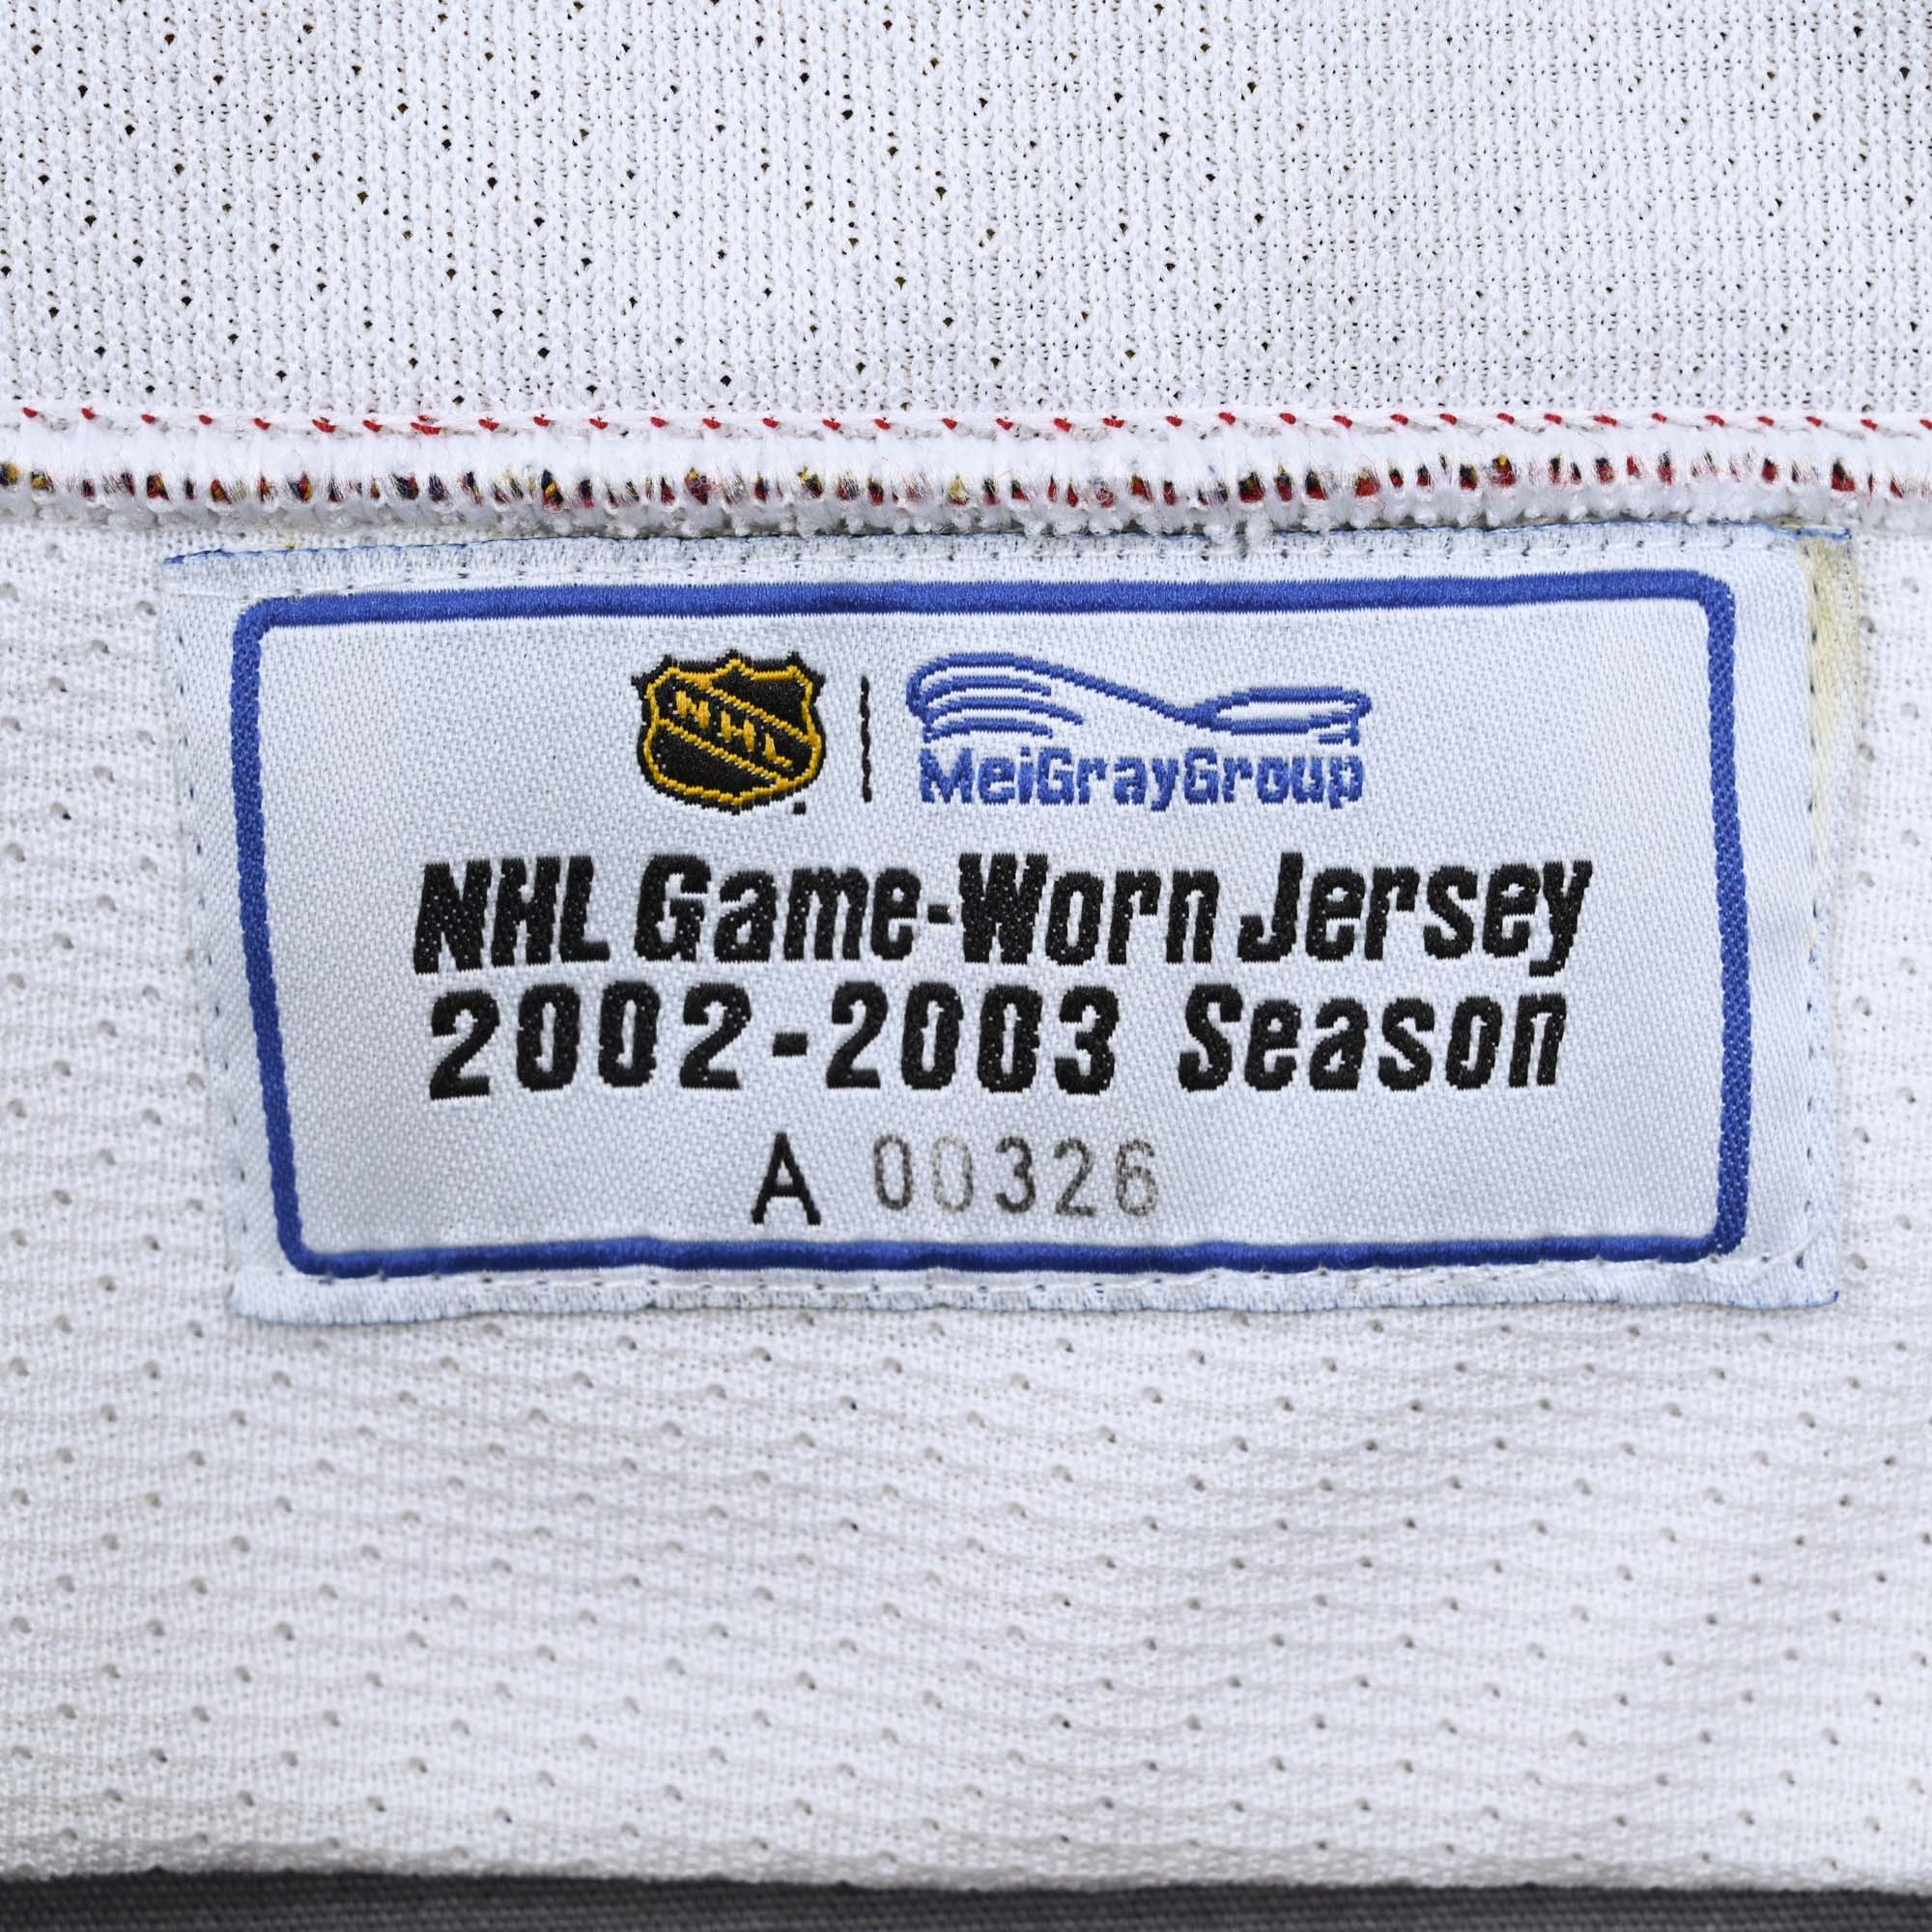 NHL MeiGrayGroup
NHL Game-Worn Jersey
2002-2003 Season
A 00326